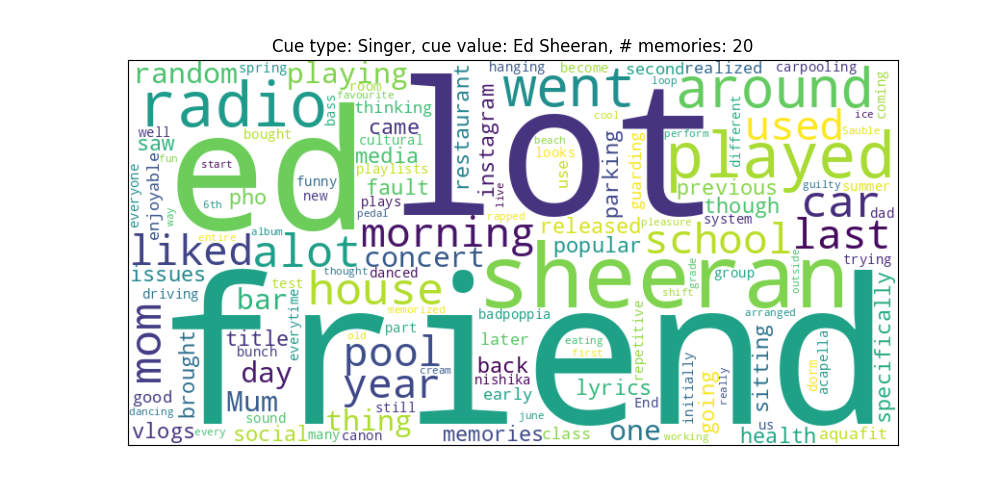 Cue type: Singer, cue value: Ed Sheeran, # memories: 20
random spring playing
radio
room
favourite
bass
thinking
well
saw
bought
came
cultural
media
playlists
everyone
fun
enjoyable
way
start
6th
pho
funny
new
fault
plays
pedal
ed
lot
restaurant
instagram
live
hanging become second realized carpooling
loop
went around
coming
cool
ice
different
used
Sauble
perform
beach
looks
use
parking
guarding
played
previous
guilty summer
though
car
dad
system
last
trying
released pleasure
rapped
popular
school
morning
concert
liked alot
entire
album
issues
thought danced
driving
test
house
memorized
sheeran
grade
group
outside
shift
arranged
badpoppia
mom
bar
everytime
title
bunch
brought
day
old
part
pool
cream
year
still
later
back
nishika
early
eating
first
repetitive
lyrics
End
initially
really
going
sitting
dorm
acapella
specifically
friend
good
dancing
Mum
sound
thing
june
us
vlogs every social many canon memories class one working health aquafit